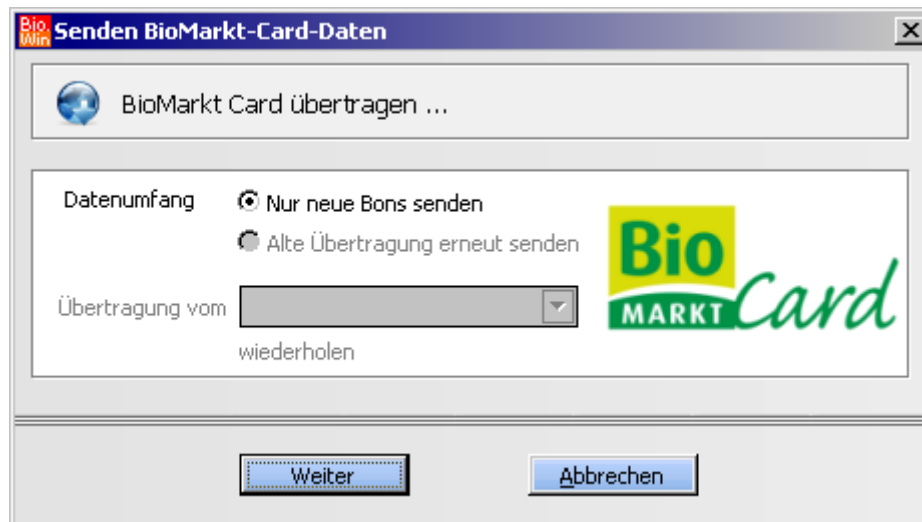 Bio
Win
Senden BioMarkt-Card-Daten
BioMarkt Card übertragen ...
Datenumfang
Nur neue Bons senden
Alte Übertragung erneut senden
Übertragung vom
wiederholen
Bio
MARKT
Card
Weiter
Abbrechen